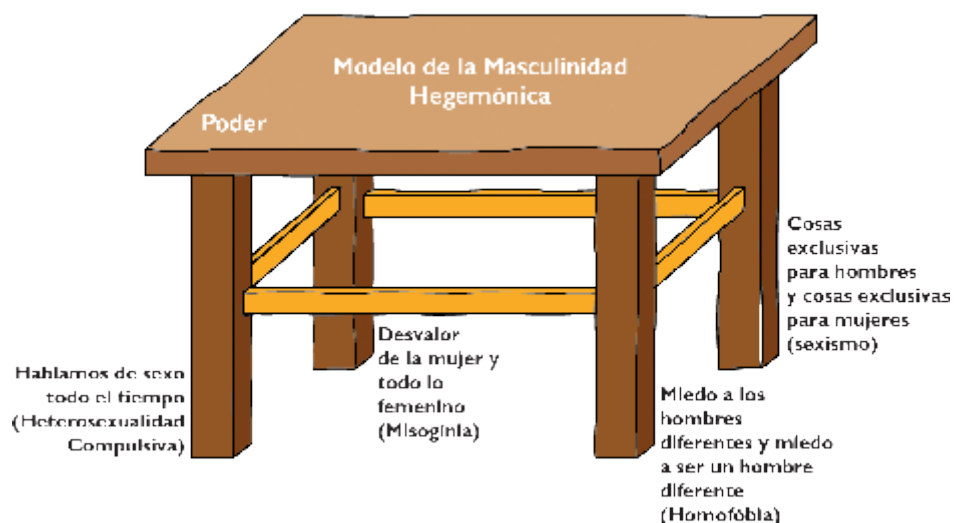 Modelo de la Masculinidad
Hegemónica
Poder
Hablamos de sexo
todo el tiempo
(Heterosexualidad
Compulsiva)
Desvalor
de la mujer y
todo lo
femenino
(Misoginia)
Miedo a los
hombres
diferentes y miedo
a ser un hombre
diferente
(Homofóbia)
Cosas
exclusivas
para hombres
y cosas exclusivas
para mujeres
(sexismo)